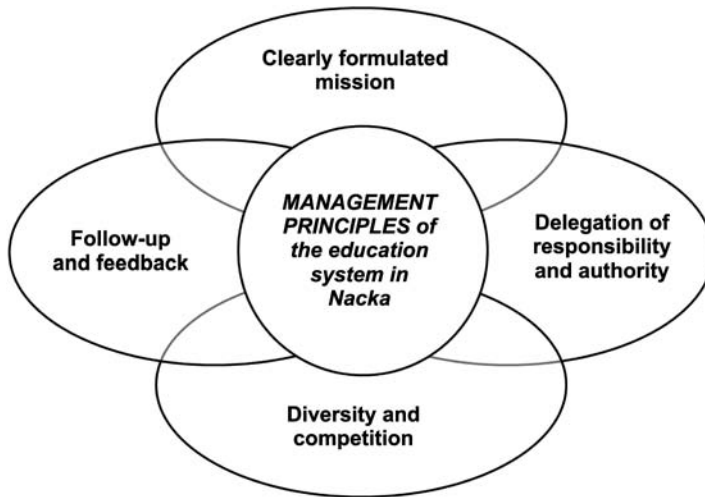 Clearly formulated
mission
MANAGEMENT
PRINCIPLES of
the education
system in
Nacka
Follow-up
and feedback
Delegation of
responsibility
and authority
Diversity and
competition